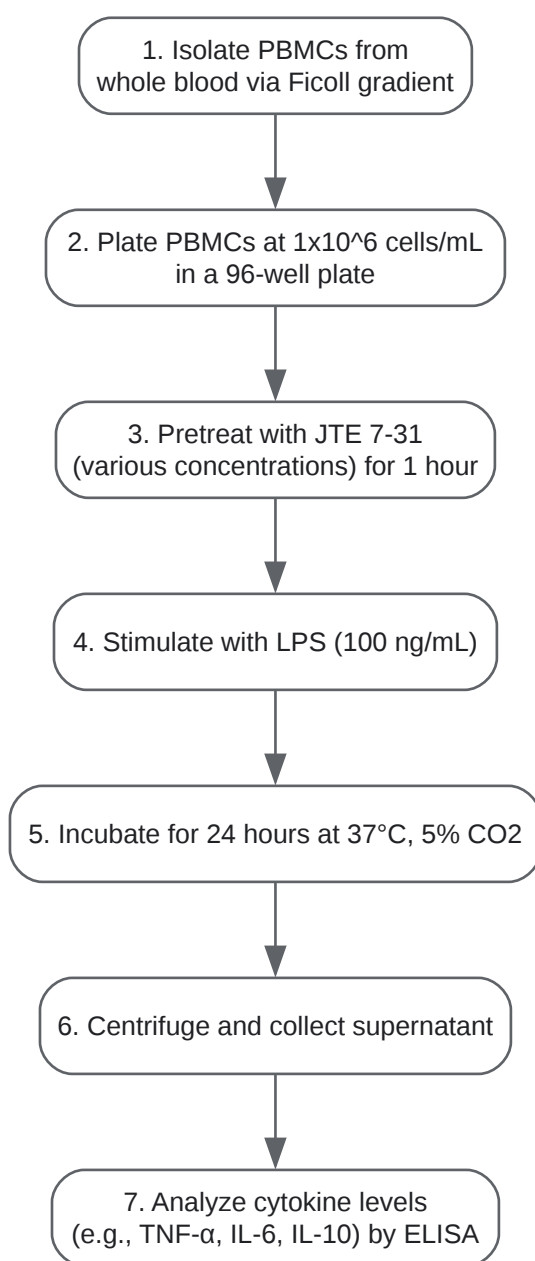 1. Isolate PBMCs from
whole blood via Ficoll gradient
2. Plate PBMCs at 1x10^6 cells/mL
in a 96-well plate
3. Pretreat with JTE 7-31
(various concentrations) for 1 hour
4. Stimulate with LPS (100 ng/mL)
5. Incubate for 24 hours at 37°C, 5% CO2
6. Centrifuge and collect supernatant
7. Analyze cytokine levels
(e.g., TNF-α, IL-6, IL-10) by ELISA